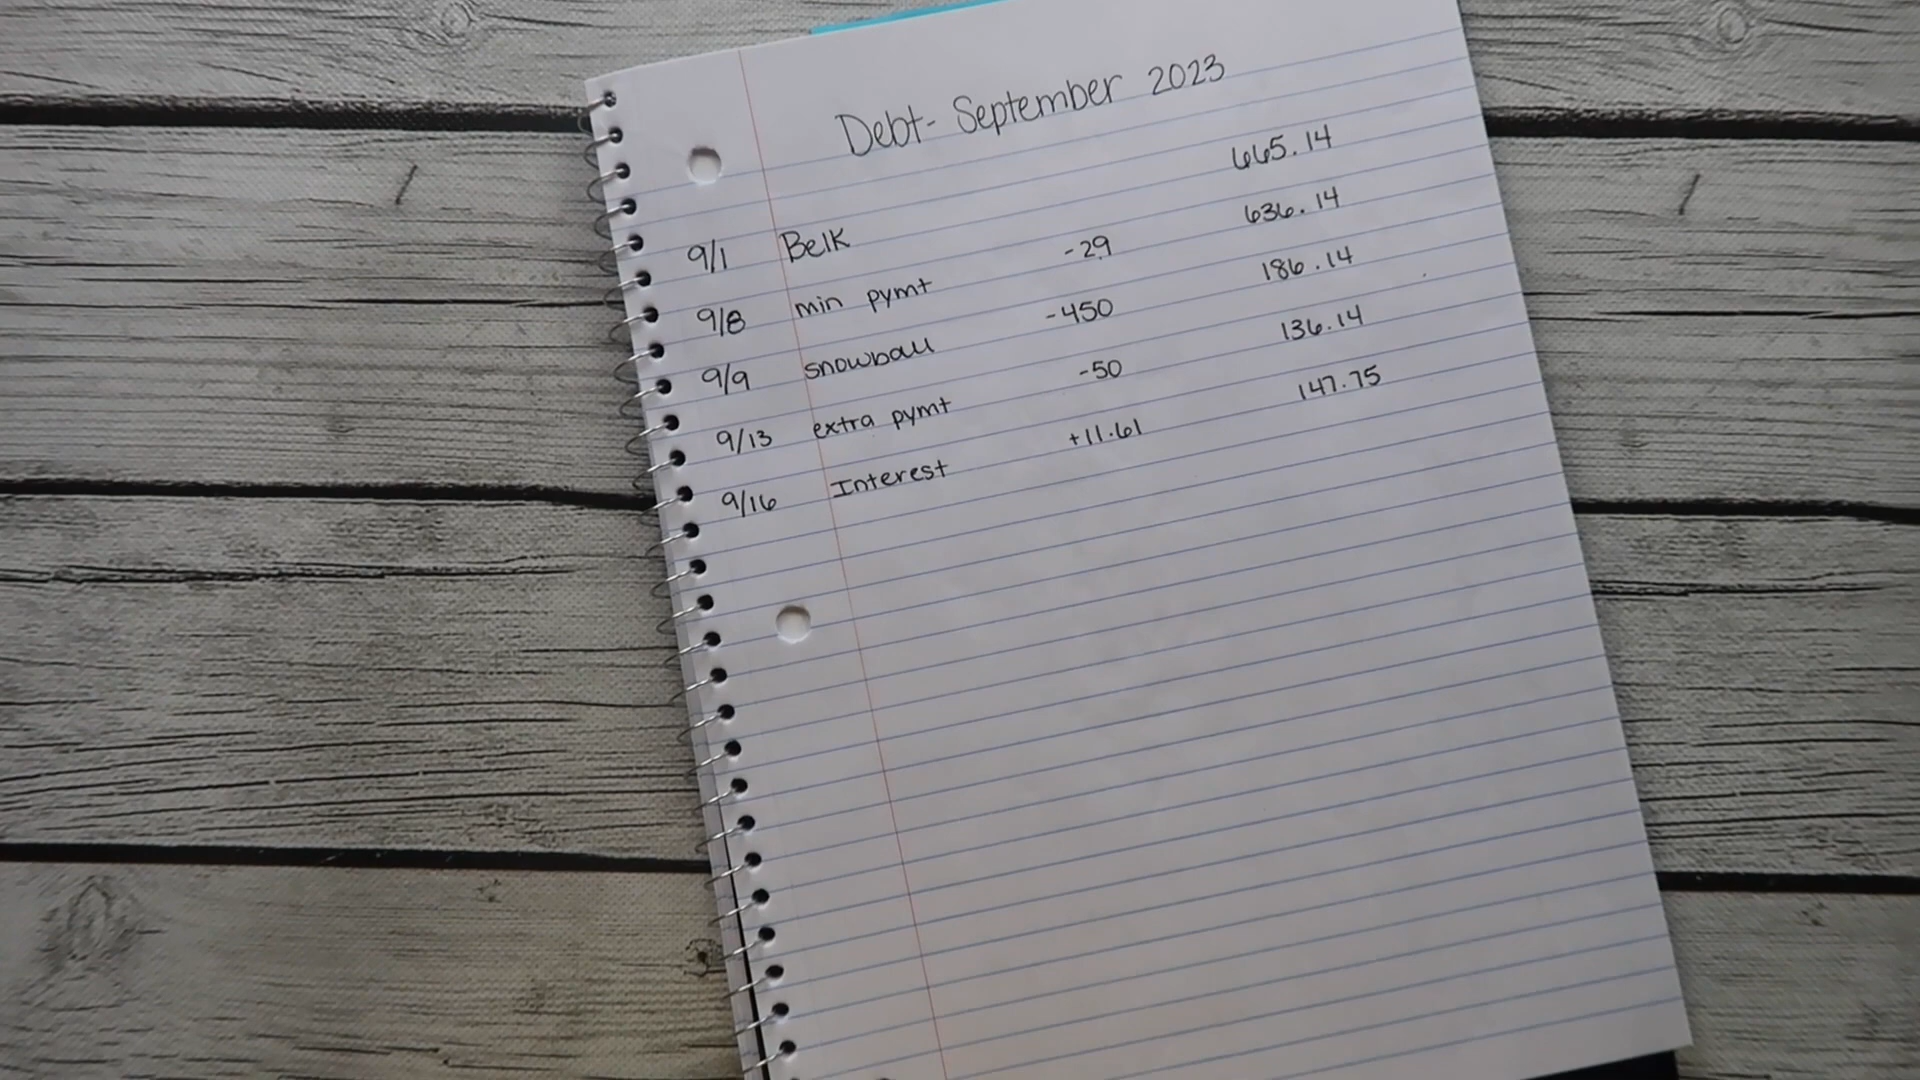 Debt- September 2023
9/1 Belk 665.14
9/8 min pymt -29 636.14
9/9 snowball -450 186.14
9/13 extra pymt -50 136.14
9/16 Interest +11.61 147.75